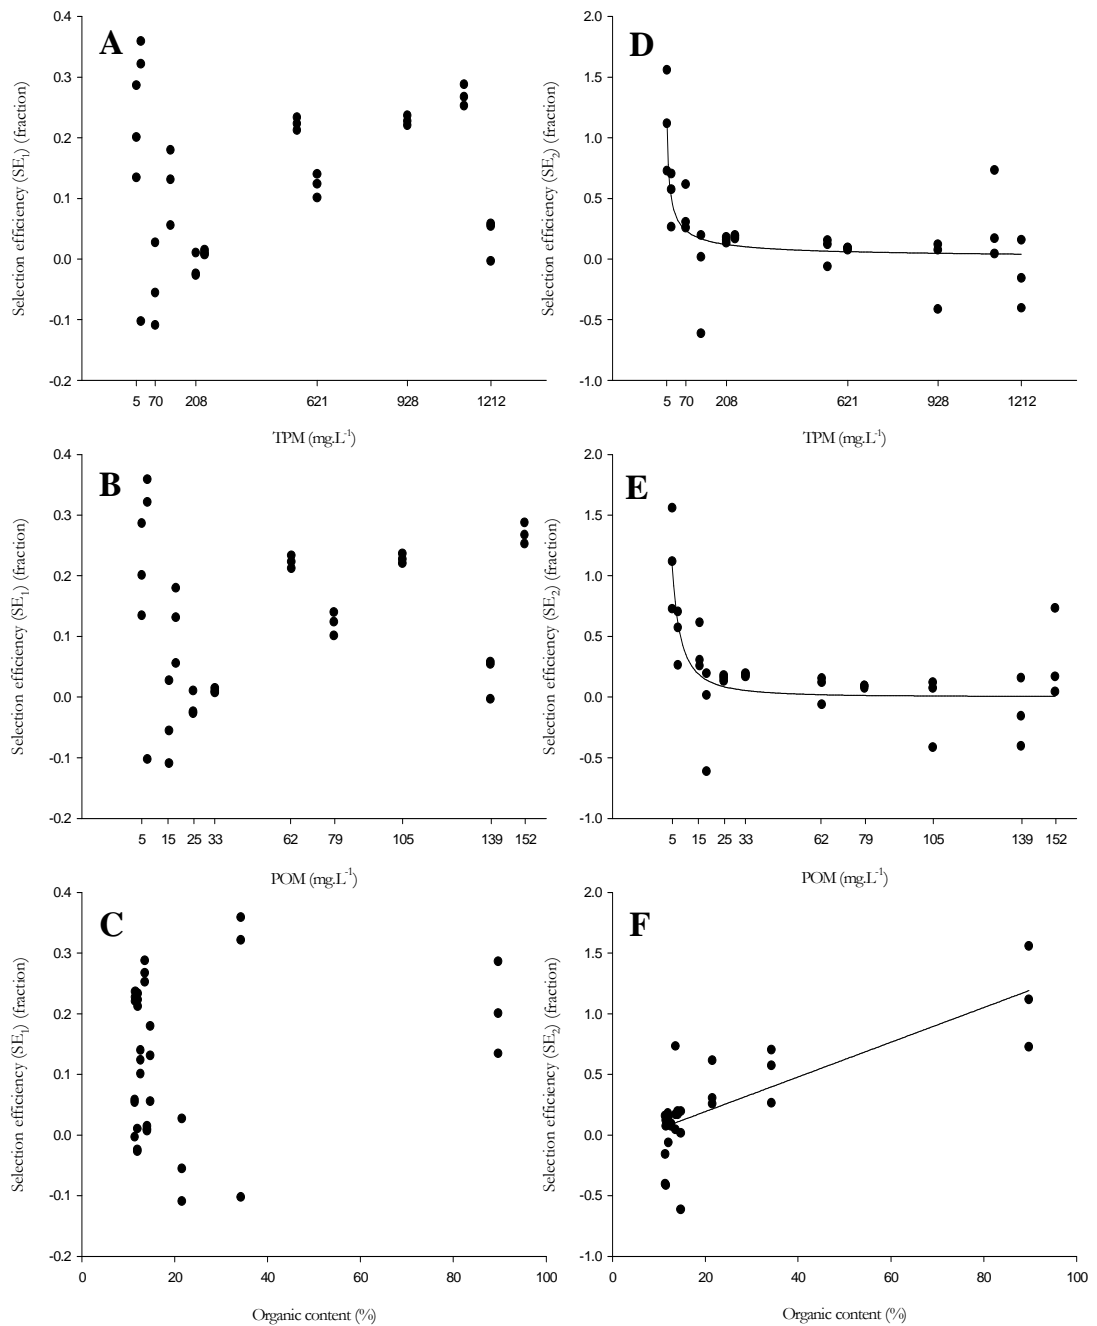 A
0.4
0.3
0.2
0.1
0.0
-0.1
-0.2
Selection efficiency (SE1) (fraction)
5 70 208 621 928 1212
TPM (mg.L-1)
D
2.0
1.5
1.0
0.5
0.0
-0.5
-1.0
Selection efficiency (SE2) (fraction)
5 70 208 621 928 1212
TPM (mg.L-1)
B
0.4
0.3
0.2
0.1
0.0
-0.1
-0.2
Selection efficiency (SE1) (fraction)
5 15 25 33 62 79 105 139 152
POM (mg.L-1)
E
2.0
1.5
1.0
0.5
0.0
-0.5
-1.0
Selection efficiency (SE2) (fraction)
5 15 25 33 62 79 105 139 152
POM (mg.L-1)
C
0.4
0.3
0.2
0.1
0.0
-0.1
-0.2
Selection efficiency (SE1) (fraction)
0 20 40 60 80 100
Organic content (%)
F
2.0
1.5
1.0
0.5
0.0
-0.5
-1.0
Selection efficiency (SE2) (fraction)
0 20 40 60 80 100
Organic content (%)